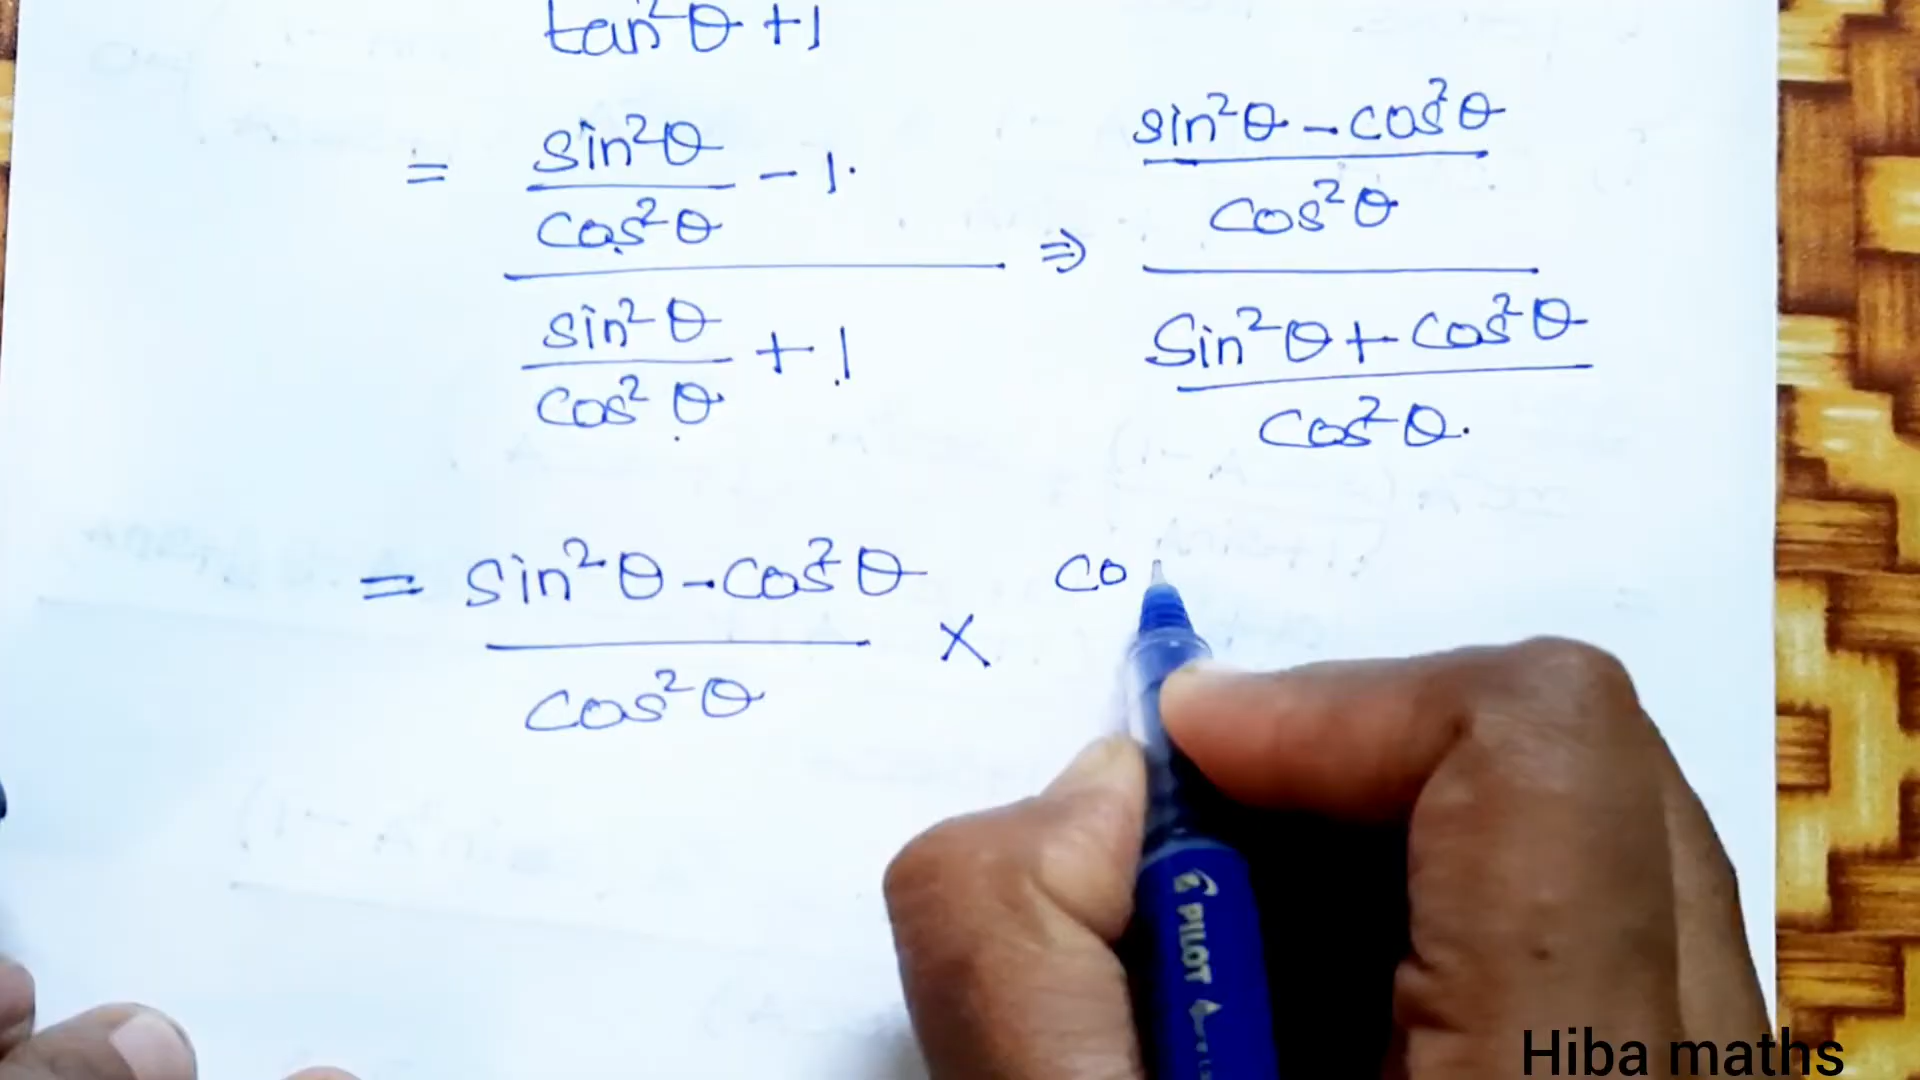 tan²θ + 1
= sin²θ / cos²θ - 1 .
sin²θ / cos²θ + 1
⇒ sin²θ - cos²θ / cos²θ
Sin²θ + cos²θ / cos²θ .
= sin²θ - cos²θ / cos²θ × co
PILOT
Hiba maths